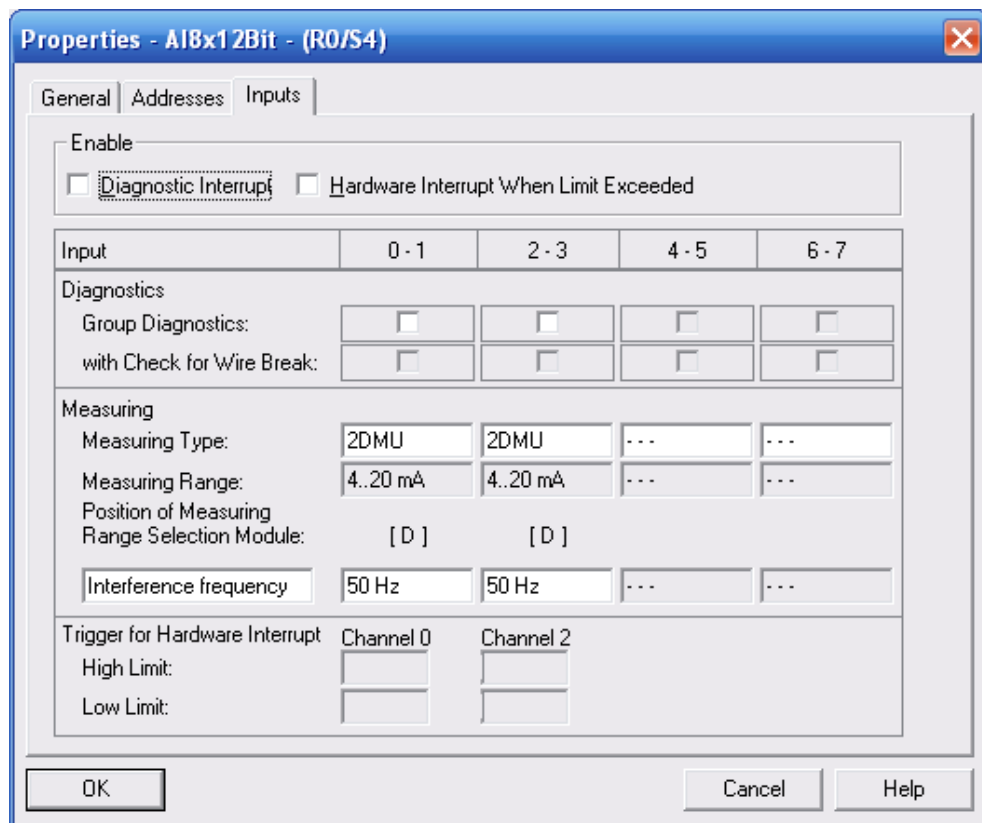 Properties - AI8x12Bit - (R0/S4)
General Addresses Inputs
Enable
Diagnostic Interrupt Hardware Interrupt When Limit Exceeded
Input 0 - 1 2 - 3 4 - 5 6 - 7
Diagnostics
Group Diagnostics:
with Check for Wire Break:
Measuring
Measuring Type: 2DMU 2DMU - - - - - -
Measuring Range: 4..20 mA 4..20 mA - - - - - -
Position of Measuring
Range Selection Module: [ D ] [ D ]
Interference frequency 50 Hz 50 Hz - - - - - -
Trigger for Hardware Interrupt Channel 0 Channel 2
High Limit:
Low Limit:
OK Cancel Help